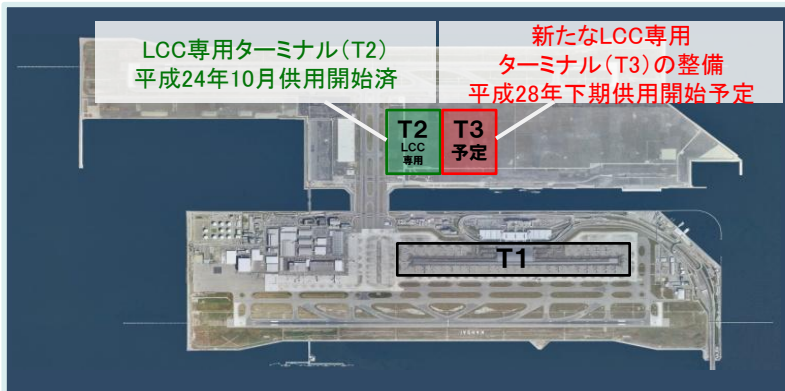 LCC専用ターミナル（T2）
平成24年10月供用開始済
新たなLCC専用
ターミナル（T3）の整備
平成28年下期供用開始予定
T2
LCC
専用
T3
予定
T1
KANSAI